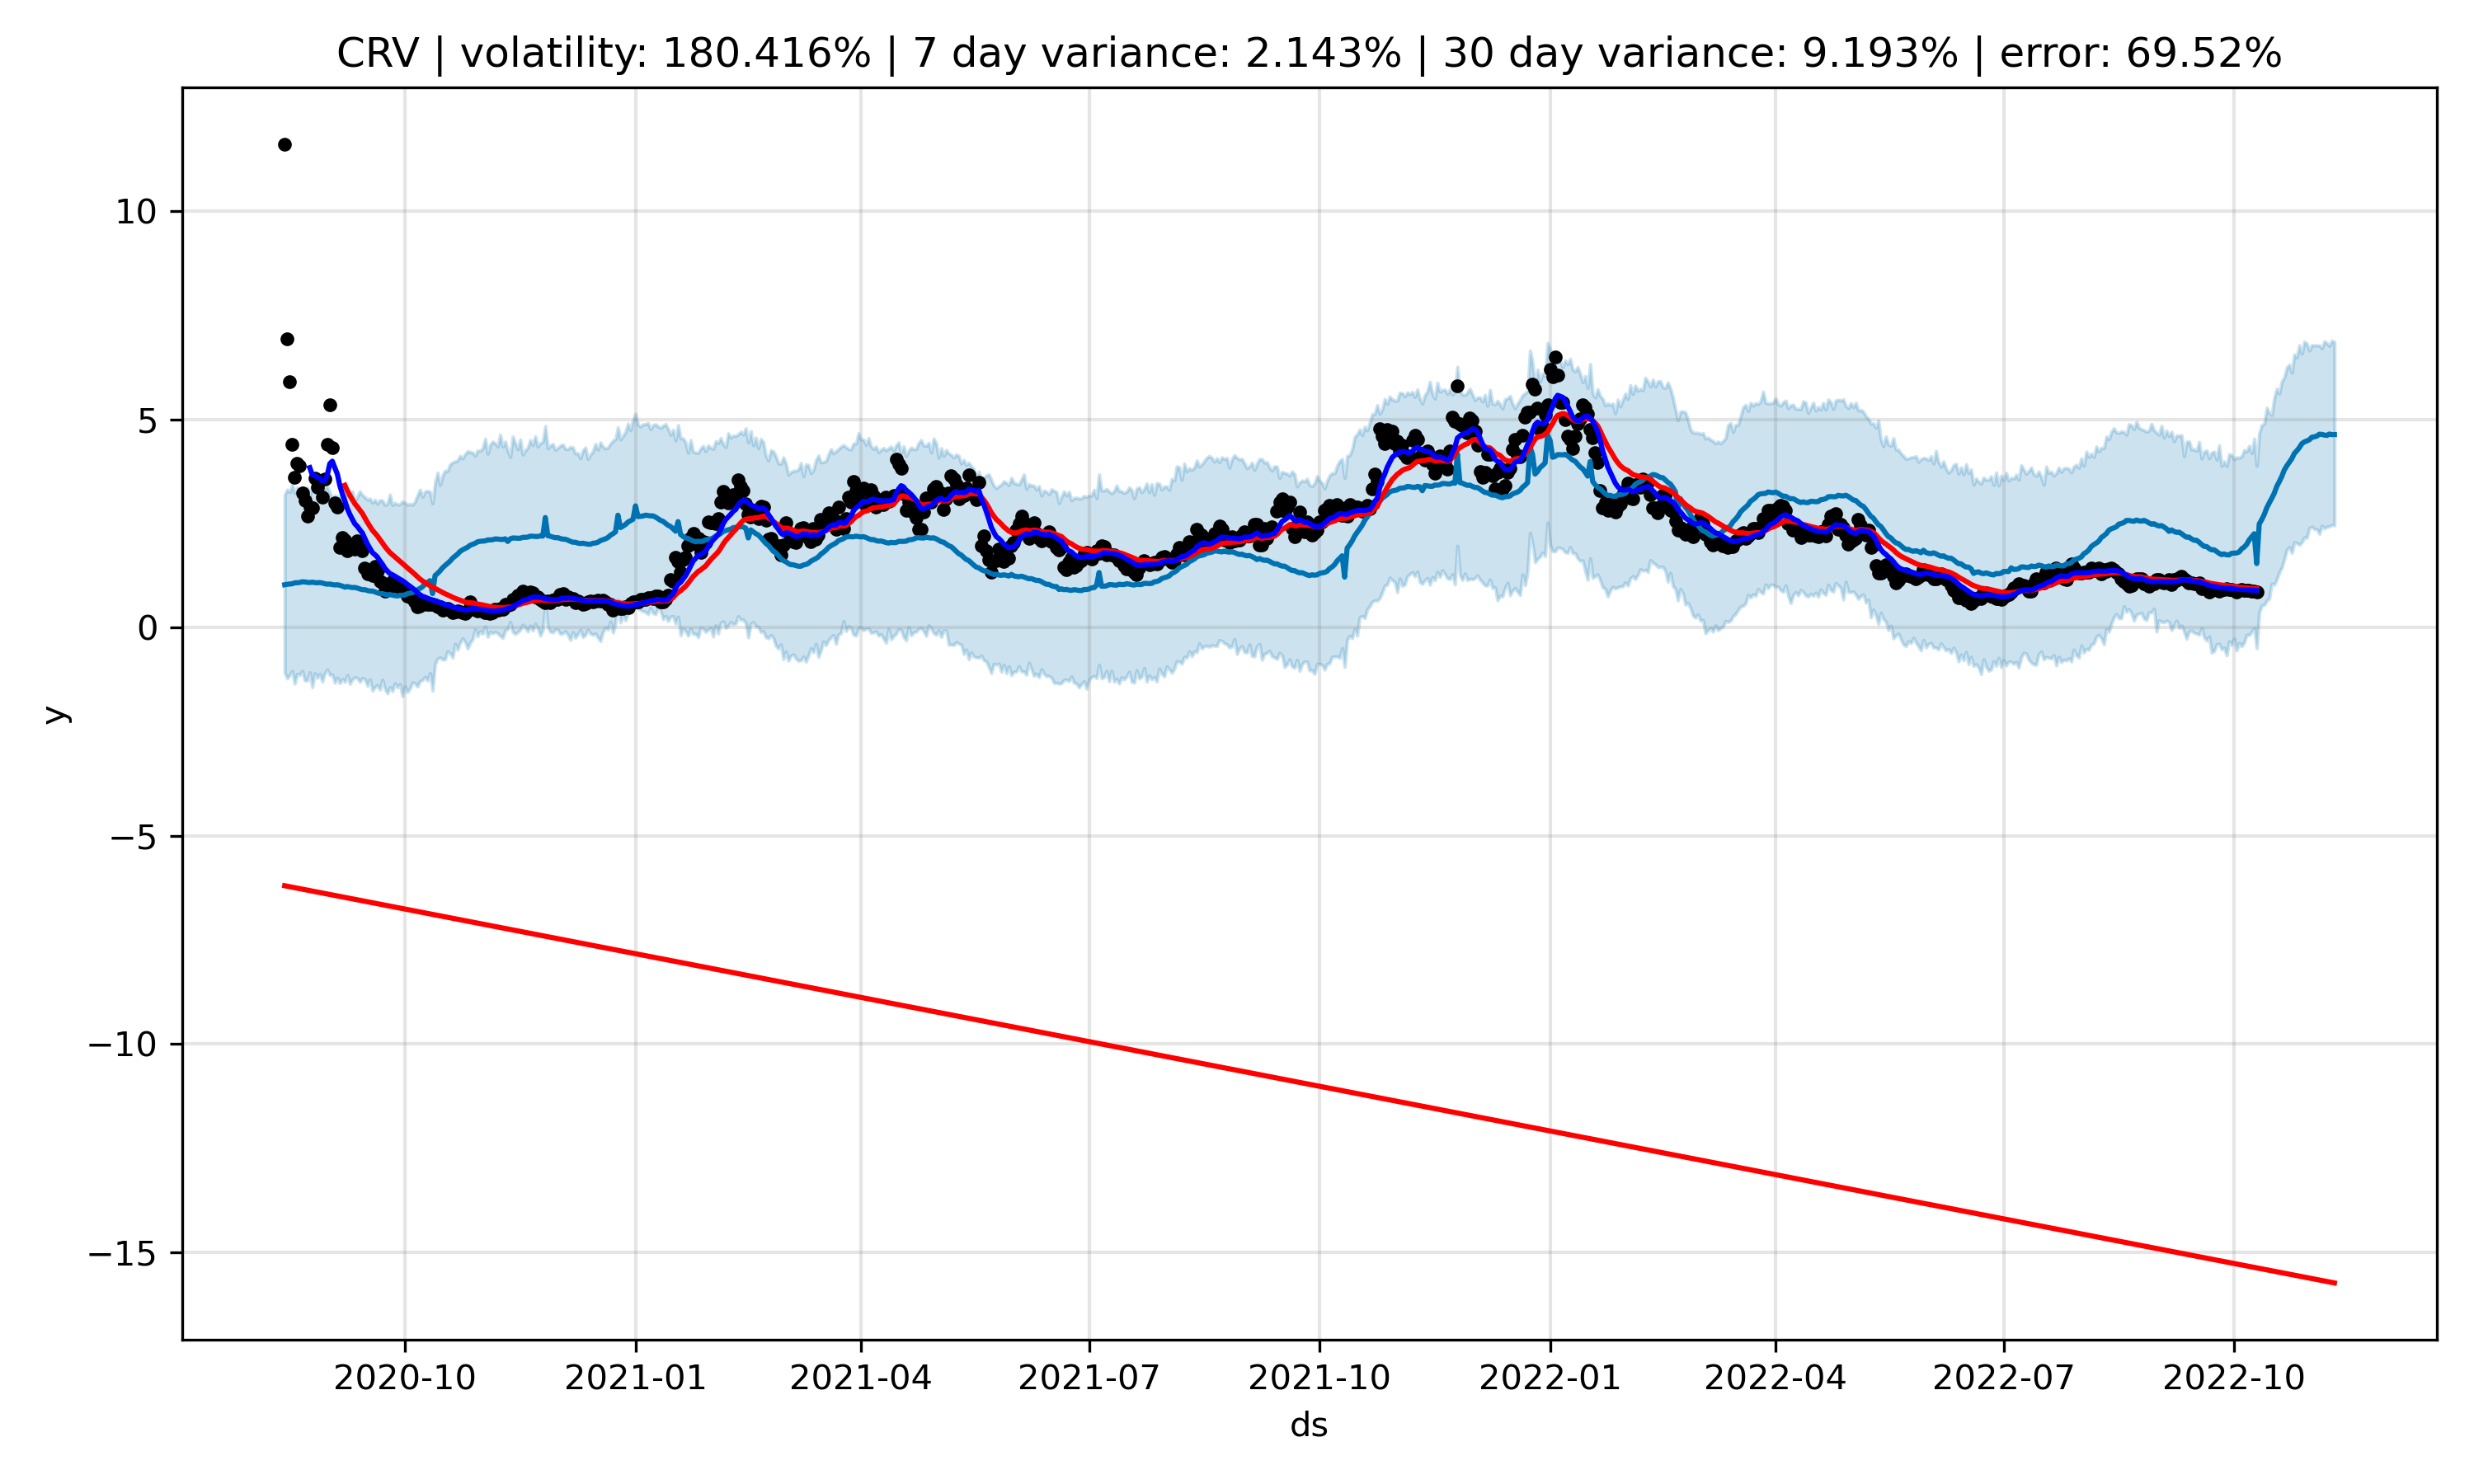 CRV | volatility: 180.416% | 7 day variance: 2.143% | 30 day variance: 9.193% | error: 69.52%
10
5
0
−5
−10
−15
y
2020-10 2021-01 2021-04 2021-07 2021-10 2022-01 2022-04 2022-07 2022-10
ds